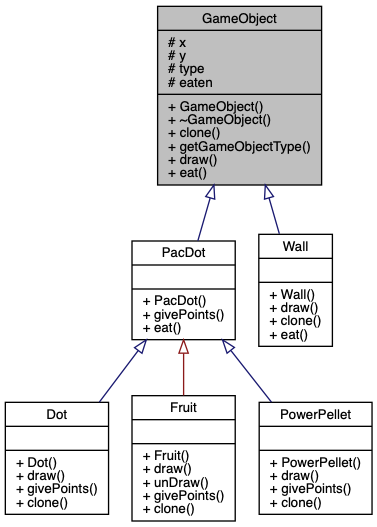 GameObject
# x
# y
# type
# eaten
+ GameObject()
+ ~GameObject()
+ clone()
+ getGameObjectType()
+ draw()
+ eat()
PacDot
+ PacDot()
+ givePoints()
+ eat()
Wall
+ Wall()
+ draw()
+ clone()
+ eat()
Dot
+ Dot()
+ draw()
+ givePoints()
+ clone()
Fruit
+ Fruit()
+ draw()
+ unDraw()
+ givePoints()
+ clone()
PowerPellet
+ PowerPellet()
+ draw()
+ givePoints()
+ clone()